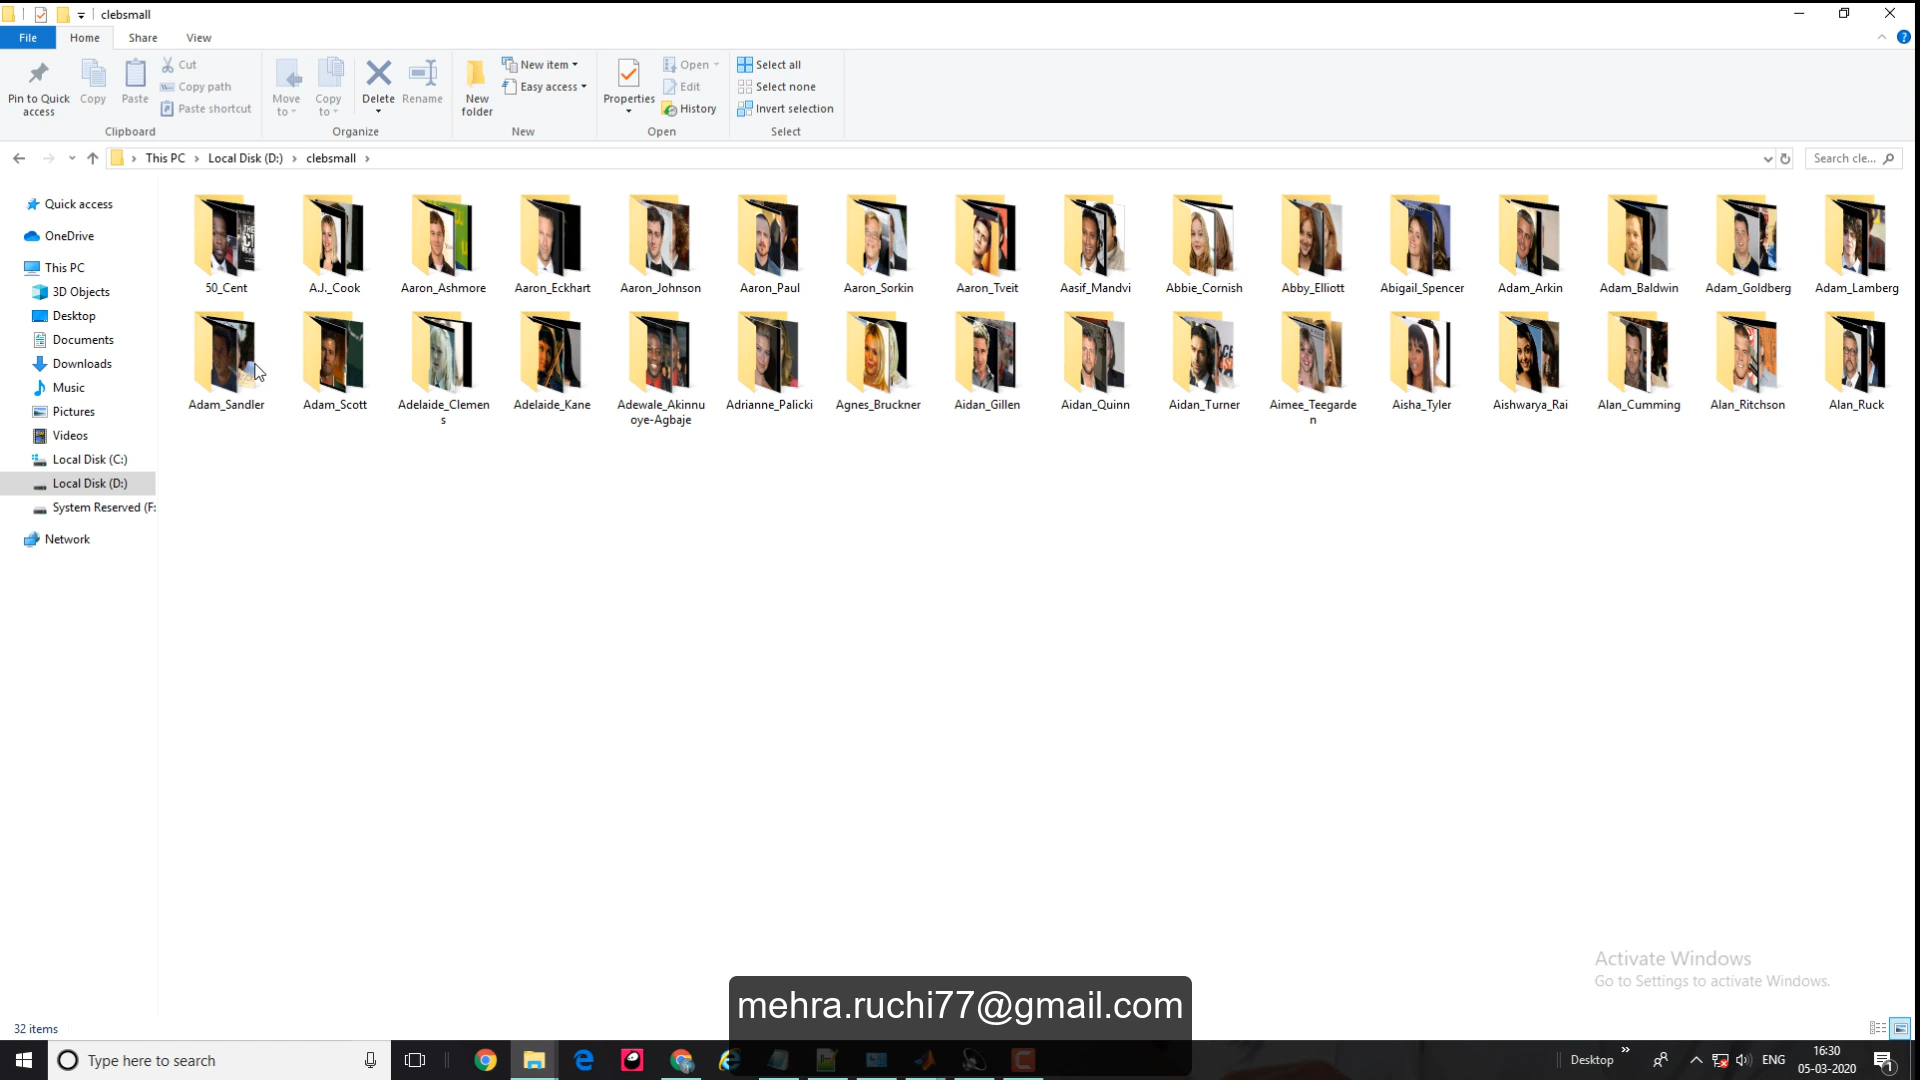 clebsmall
File Home Share View
Pin to Quick access
Copy
Paste
Cut
Copy path
Paste shortcut
Clipboard
Move to
Copy to
Delete
Rename
Organize
New folder
New item
Easy access
New
Properties
Open
Edit
History
Open
Select all
Select none
Invert selection
Select
This PC > Local Disk (D:) > clebsmall >
Search cle...
Quick access
OneDrive
This PC
3D Objects
Desktop
Documents
Downloads
Music
Pictures
Videos
Local Disk (C:)
Local Disk (D:)
System Reserved (F:
Network
50_Cent A.J._Cook Aaron_Ashmore Aaron_Eckhart Aaron_Johnson Aaron_Paul Aaron_Sorkin Aaron_Tveit Aasif_Mandvi Abbie_Cornish Abby_Elliott Abigail_Spencer Adam_Arkin Adam_Baldwin Adam_Goldberg Adam_Lamberg
Adam_Sandler Adam_Scott Adelaide_Clemen Adelaide_Kane Adewale_Akinnu Adrianne_Palicki Agnes_Bruckner Aidan_Gillen Aidan_Quinn Aidan_Turner Aimee_Teegarde Aisha_Tyler Aishwarya_Rai Alan_Cumming Alan_Ritchson Alan_Ruck
s oye-Agbaje n
Activate Windows
Go to Settings to activate Windows.
mehra.ruchi77@gmail.com
32 items
Type here to search
Desktop
ENG
16:30
05-03-2020
1